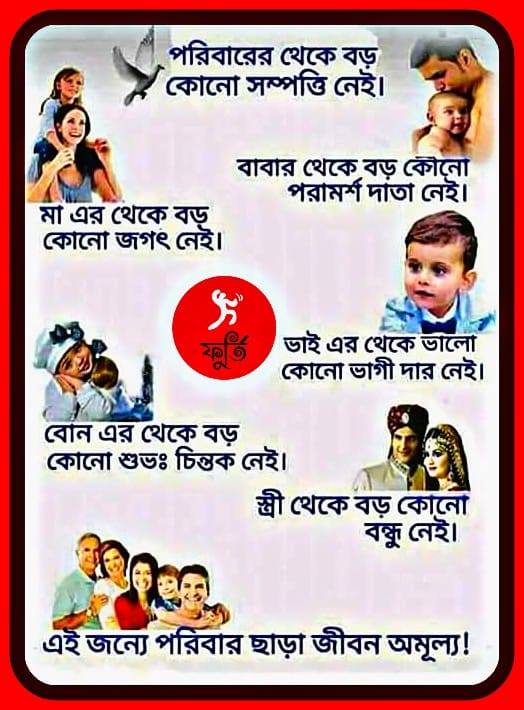 পরিবারের থেকে বড়
কোনো সম্পত্তি নেই।
বাবার থেকে বড় কৌনো
পরামর্শ দাতা নেই।
মা এর থেকে বড়
কোনো জগৎ নেই।
ফুর্তি
ভাই এর থেকে ভালো
কোনো ভাগী দার নেই।
বোন এর থেকে বড়
কোনো শুভঃ চিন্তক নেই।
স্ত্রী থেকে বড় কোনো
বন্ধু নেই।
এই জন্যে পরিবার ছাড়া জীবন অমূল্য!